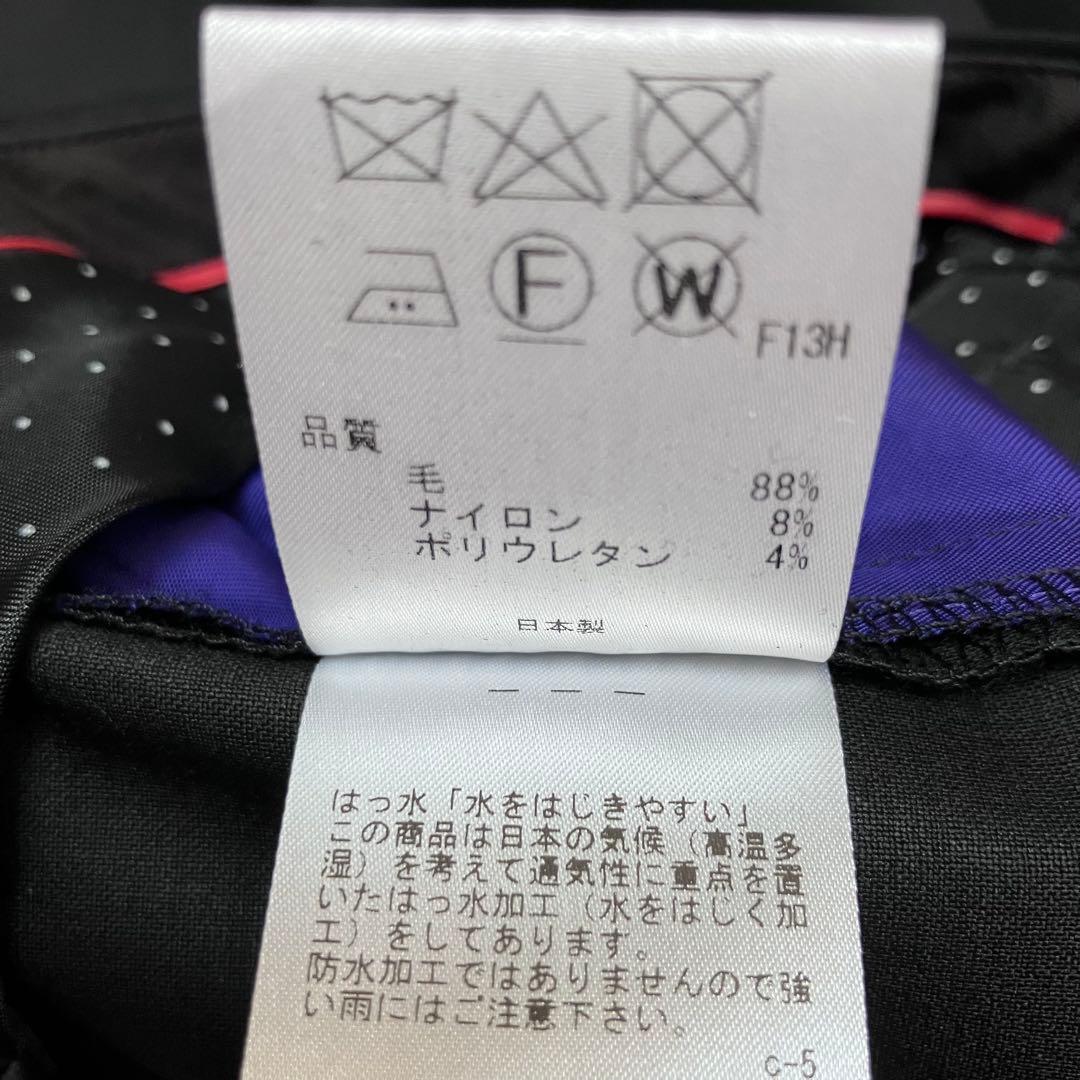 F
W
F13H
品質
毛 88%
ナイロン 8%
ポリウレタン 4%
日本製
はっ水「水をはじきやすい」
この商品は日本の気候（高温多
湿）を考えて通気性に重点を置
いたはっ水加工（水をはじく加
工）をしてあります。
防水加工ではありませんので強
い雨にはご注意下さい。
c-5